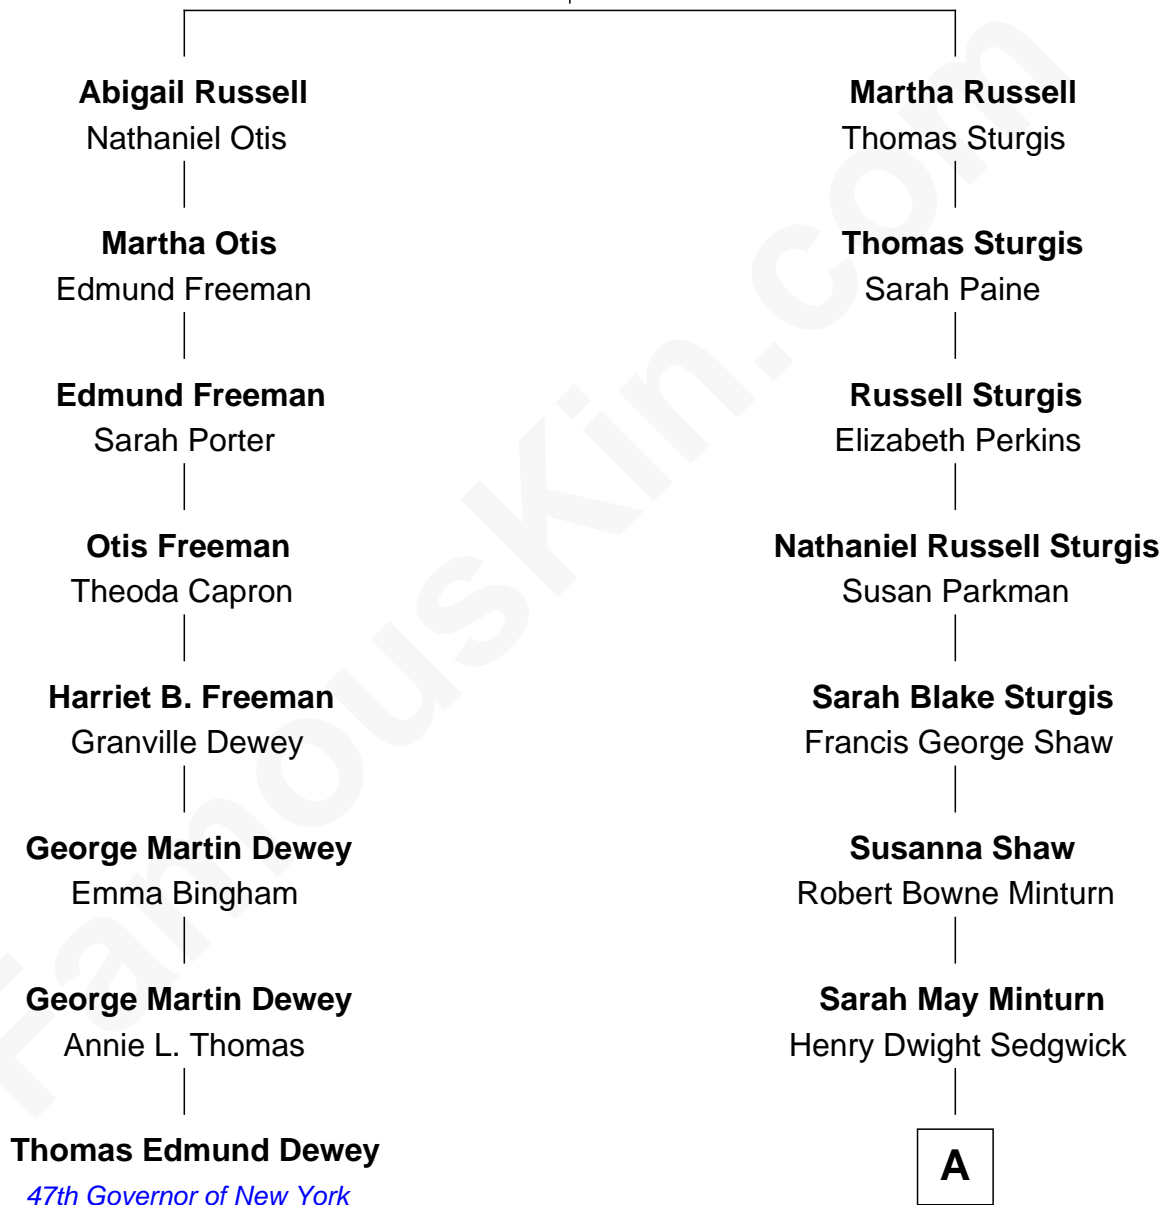 Abigail Russell
Nathaniel Otis
Martha Otis
Edmund Freeman
Edmund Freeman
Sarah Porter
Otis Freeman
Theoda Capron
Harriet B. Freeman
Granville Dewey
George Martin Dewey
Emma Bingham
George Martin Dewey
Annie L. Thomas
Thomas Edmund Dewey
47th Governor of New York
Martha Russell
Thomas Sturgis
Thomas Sturgis
Sarah Paine
Russell Sturgis
Elizabeth Perkins
Nathaniel Russell Sturgis
Susan Parkman
Sarah Blake Sturgis
Francis George Shaw
Susanna Shaw
Robert Bowne Minturn
Sarah May Minturn
Henry Dwight Sedgwick
A
FamousKin.com